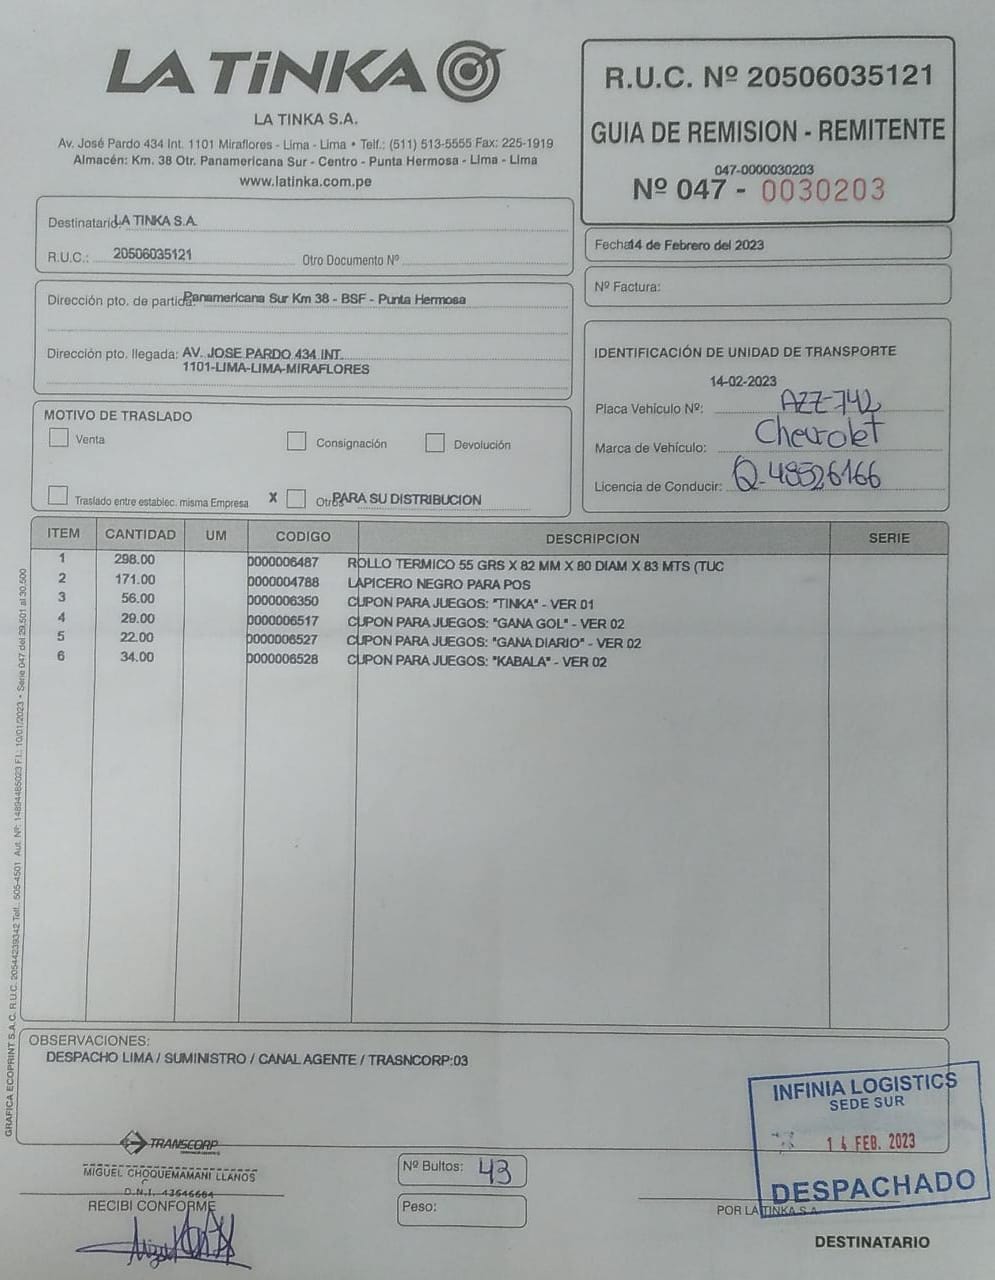 LA TiNKA
LA TINKA S.A.
Av. José Pardo 434 Int. 1101 Miraflores - Lima - Lima • Telf.: (511) 513-5555 Fax: 225-1919
Almacén: Km. 38 Otr. Panamericana Sur - Centro - Punta Hermosa - Lima - Lima
www.latinka.com.pe
R.U.C. Nº 20506035121
GUIA DE REMISION - REMITENTE
047-0000030203
Nº 047 - 0030203
Destinatario: LA TINKA S.A.
R.U.C.: 20506035121 Otro Documento Nº
Fecha: 14 de Febrero del 2023
Nº Factura:
Dirección pto. de partida: Panamericana Sur Km 38 - BSF - Punta Hermosa
Dirección pto. llegada: AV. JOSE PARDO 434 INT.
1101-LIMA-LIMA-MIRAFLORES
IDENTIFICACIÓN DE UNIDAD DE TRANSPORTE
14-02-2023
Placa Vehículo Nº: AZZ-742
Marca de Vehículo: Chevrolet
Licencia de Conducir: Q-48526166
MOTIVO DE TRASLADO
Venta Consignación Devolución
Traslado entre establec. misma Empresa X Otros PARA SU DISTRIBUCION
ITEM CANTIDAD UM CODIGO DESCRIPCION SERIE
1 298.00 0000006487 ROLLO TERMICO 55 GRS X 82 MM X 80 DIAM X 83 MTS (TUC
2 171.00 0000004788 LAPICERO NEGRO PARA POS
3 56.00 0000006350 CUPON PARA JUEGOS: "TINKA" - VER 01
4 29.00 0000006517 CUPON PARA JUEGOS: "GANA GOL" - VER 02
5 22.00 0000006527 CUPON PARA JUEGOS: "GANA DIARIO" - VER 02
6 34.00 0000006528 CUPON PARA JUEGOS: "KABALA" - VER 02
GRAFICA ECOPRINT S.A.C. R.U.C. 20544239342 Telf.: 505-4501 Aut. Nº: 14894485023 F.I.: 10/01/2023 • Serie 047 del 29,501 al 30,500
OBSERVACIONES:
DESPACHO LIMA / SUMINISTRO / CANAL AGENTE / TRASNCORP:03
INFINIA LOGISTICS
SEDE SUR
14 FEB. 2023
DESPACHADO
TRANSCORP
MIGUEL CHOQUEMAMANI LLANOS
D.N.I. 43646664
RECIBI CONFORME
Nº Bultos: 43
Peso:
POR LA TINKA S.A.
DESTINATARIO